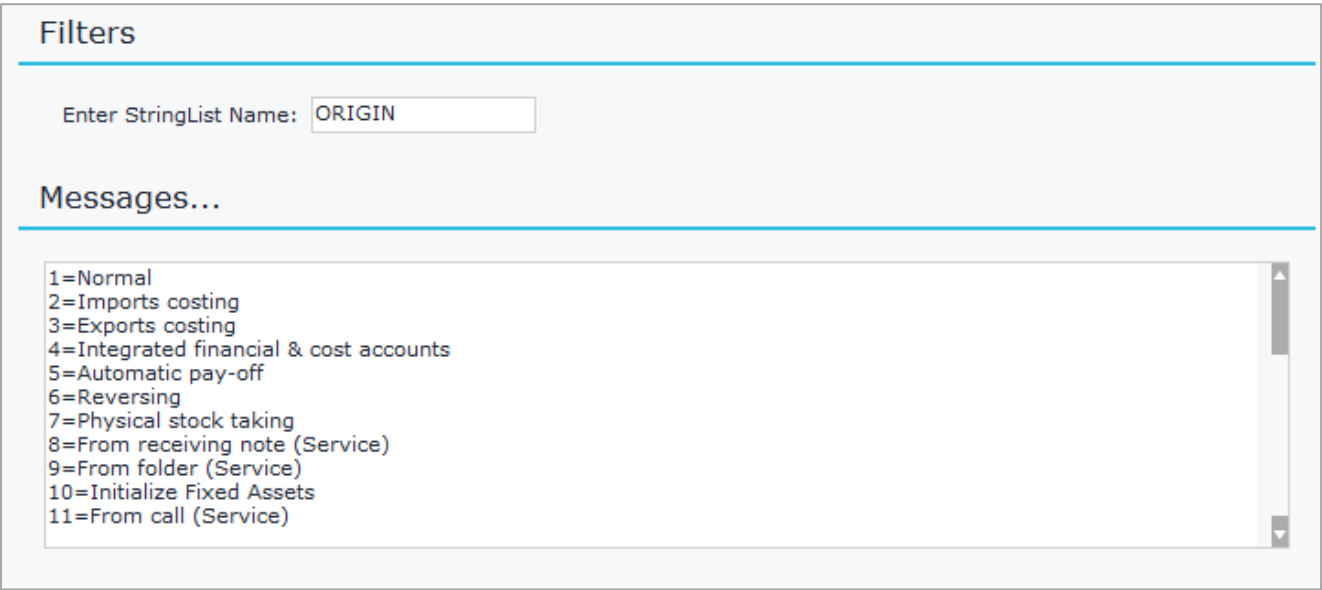 Filters
Enter StringList Name: ORIGIN
Messages...
1=Normal
2=Imports costing
3=Exports costing
4=Integrated financial & cost accounts
5=Automatic pay-off
6=Reversing
7=Physical stock taking
8=From receiving note (Service)
9=From folder (Service)
10=Initialize Fixed Assets
11=From call (Service)